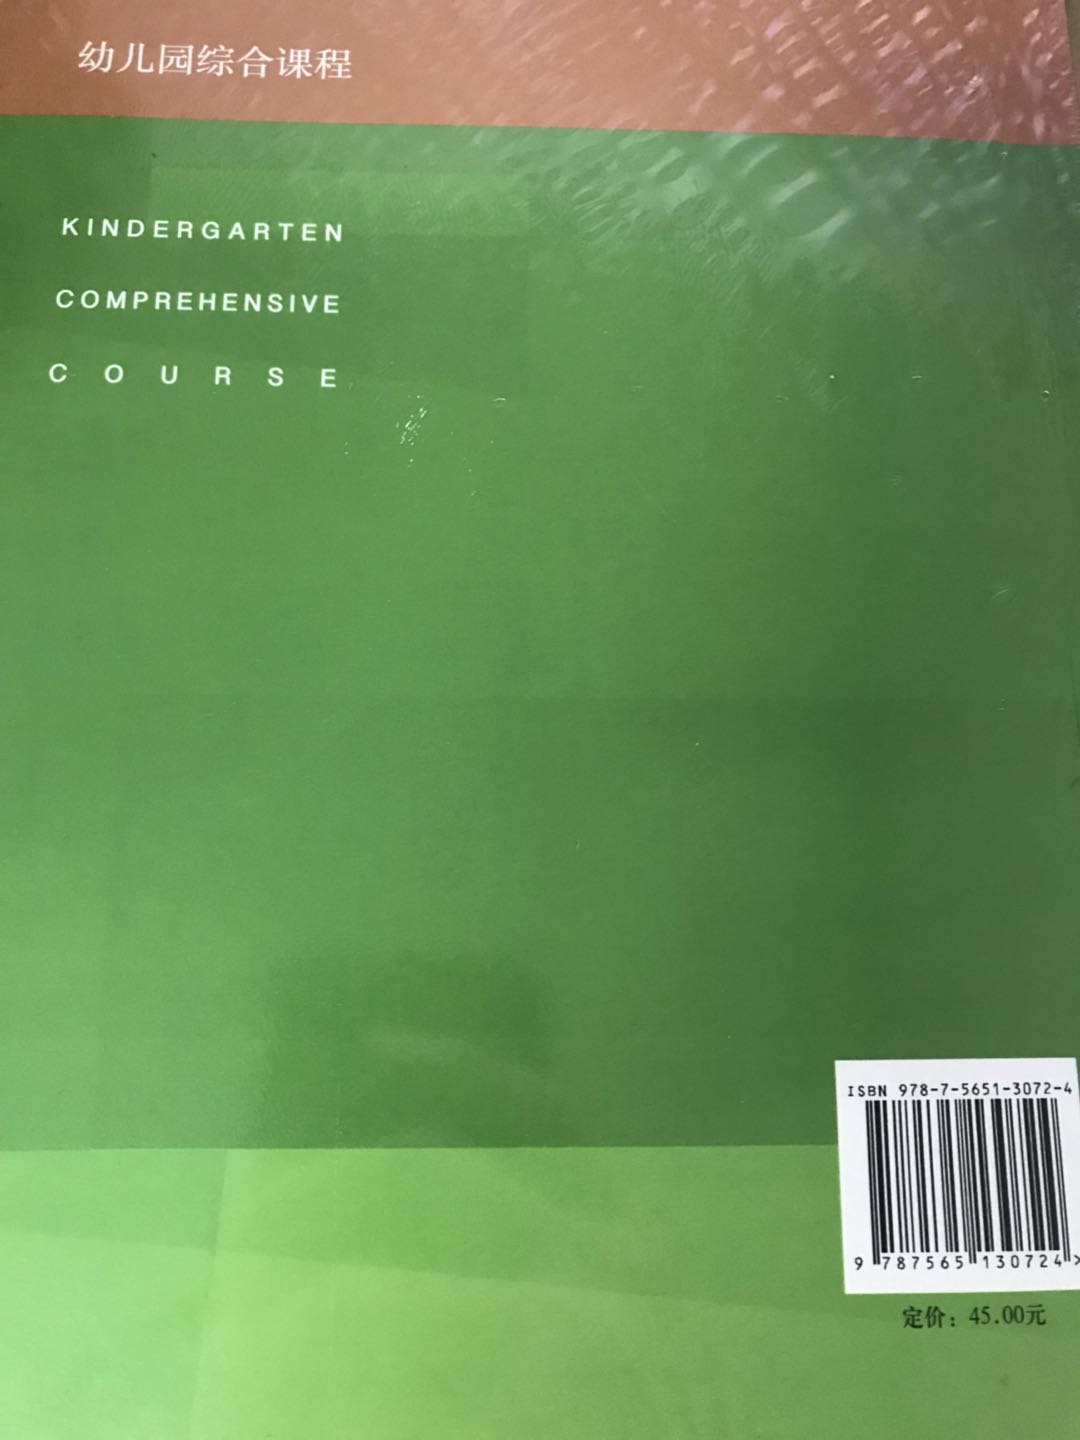 幼儿园综合课程
KINDERGARTEN
COMPREHENSIVE
COURSE
ISBN 978-7-5651-3072-4
9 787565 130724 >
定价：45.00元